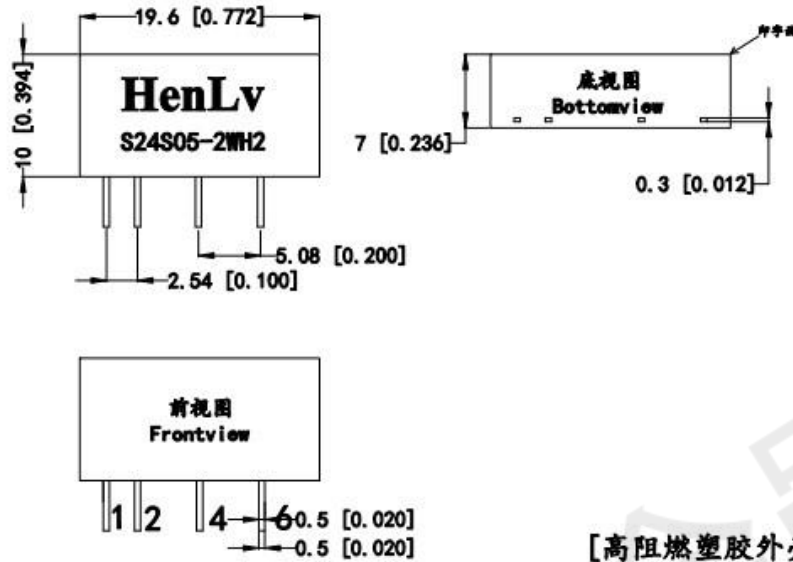 19.6 [0.772]
10 [0.394]
HenLv
S24S05-2WH2
5.08 [0.200]
2.54 [0.100]
底视图
Bottomview
7 [0.236]
0.3 [0.012]
前视图
Frontview
1 2 4 6
0.5 [0.020]
0.5 [0.020]
[高阻燃塑胶外